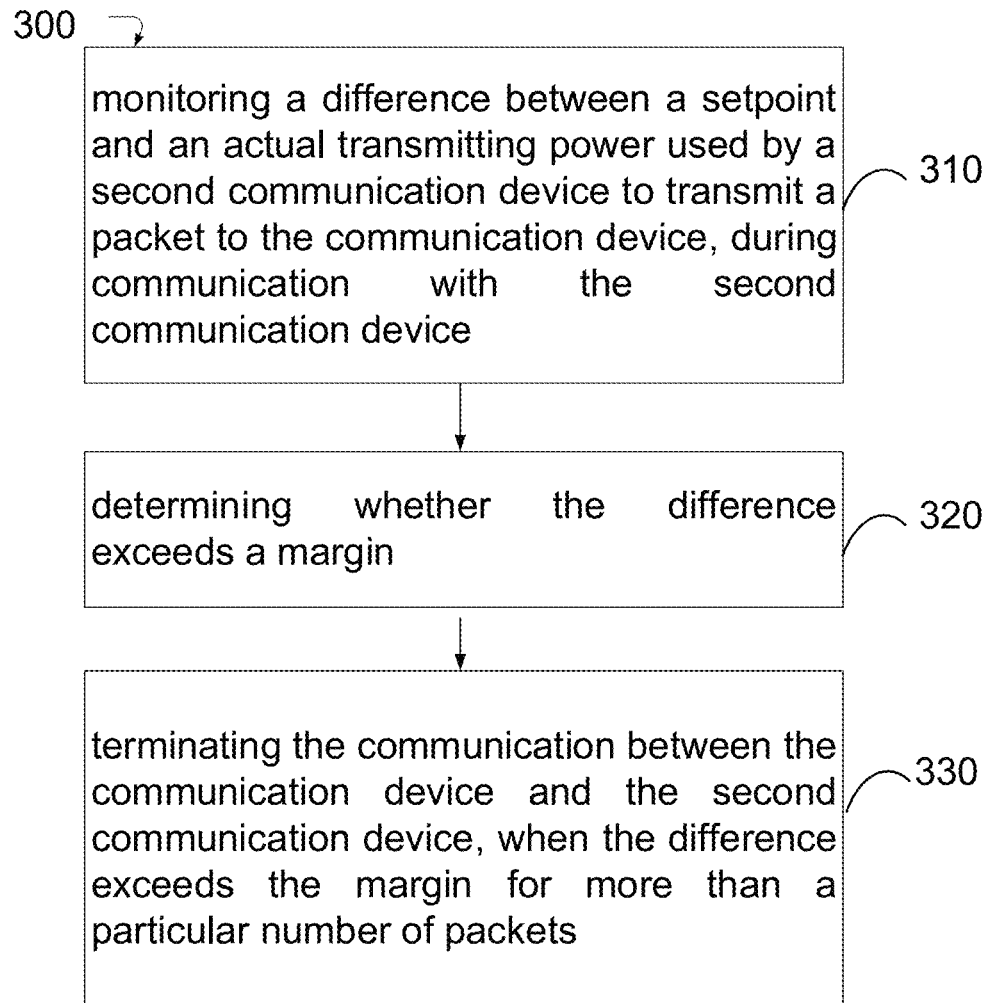 300
monitoring a difference between a setpoint
and an actual transmitting power used by a
second communication device to transmit a
packet to the communication device, during
communication with the second
communication device
310
determining whether the difference
exceeds a margin
320
terminating the communication between the
communication device and the second
communication device, when the difference
exceeds the margin for more than a
particular number of packets
330